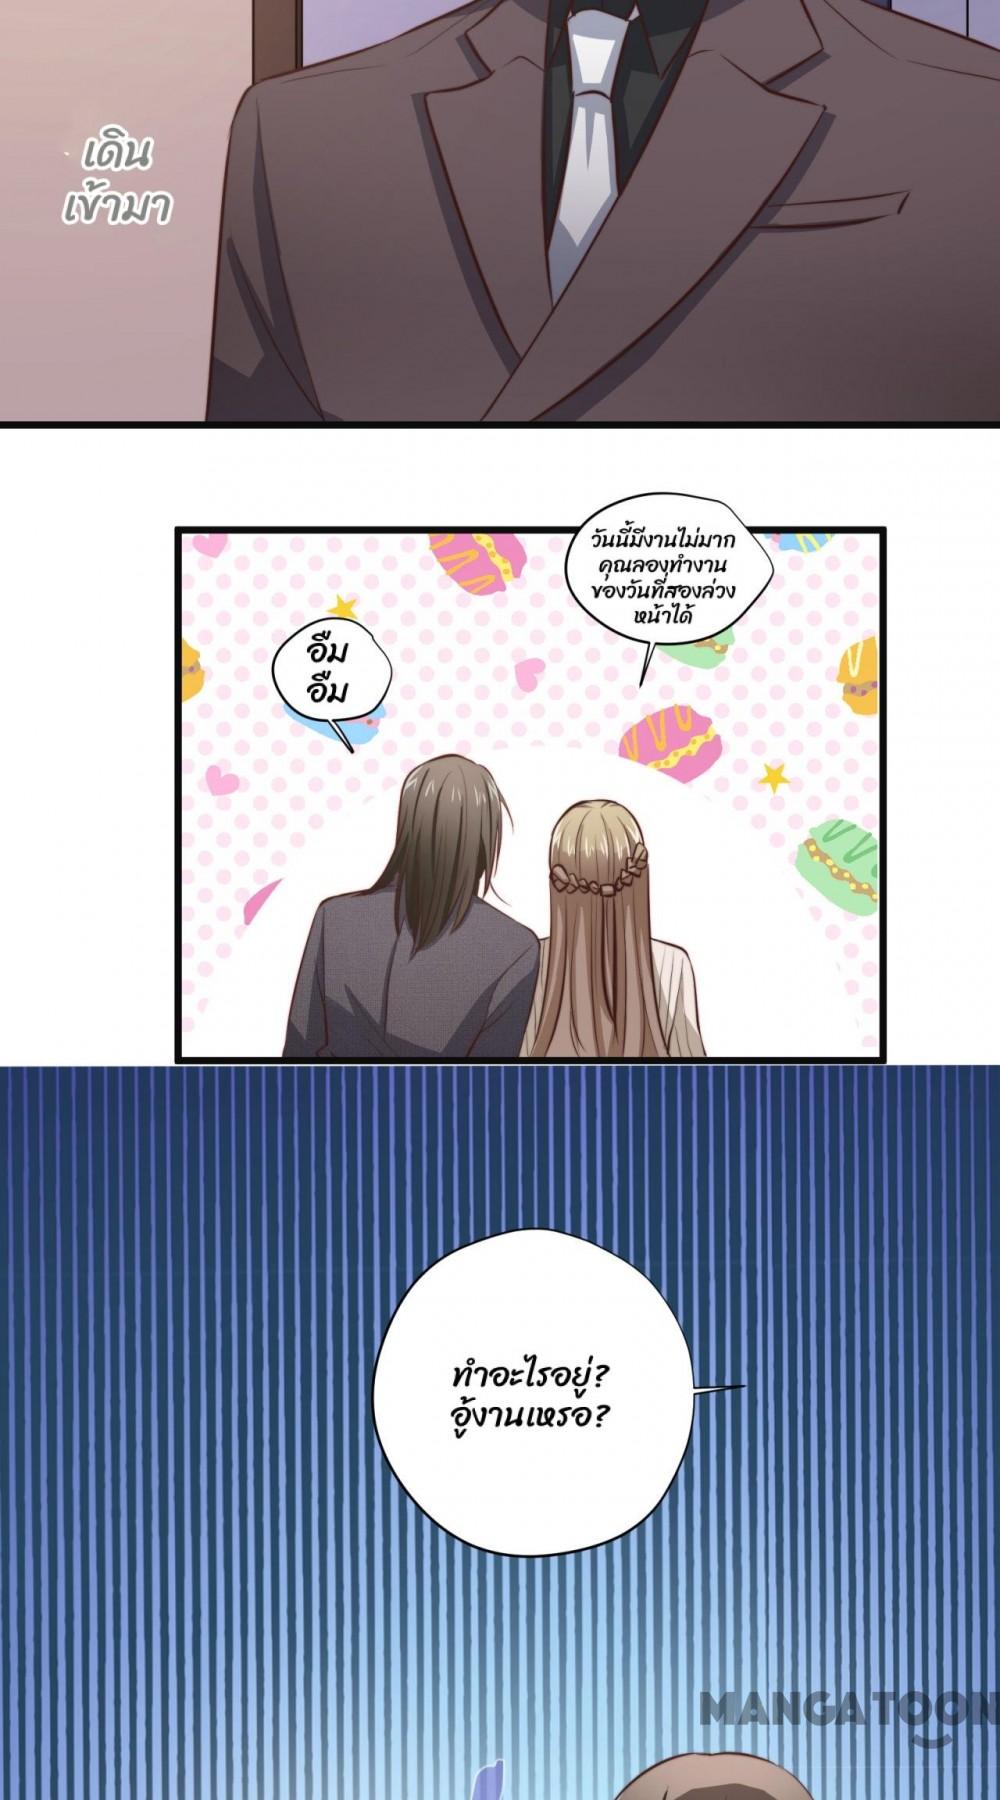 เดิน
เข้ามา
วันนี้มีงานไม่มาก
คุณลองทำงาน
ของวันที่สองล่วง
หน้าได้
อืม
อืม
ทำอะไรอยู่?
อู้งานเหรอ?
MANGATOON